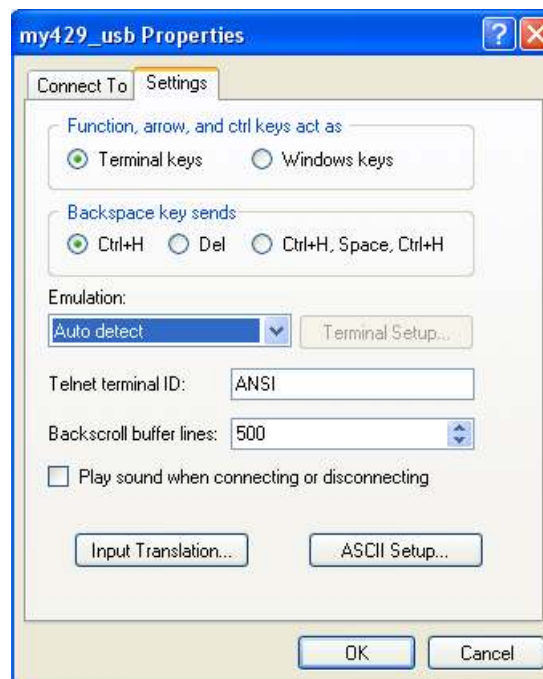 my429_usb Properties
Connect To Settings
Function, arrow, and ctrl keys act as
Terminal keys Windows keys
Backspace key sends
Ctrl+H Del Ctrl+H, Space, Ctrl+H
Emulation:
Auto detect Terminal Setup...
Telnet terminal ID: ANSI
Backscroll buffer lines: 500
Play sound when connecting or disconnecting
Input Translation... ASCII Setup...
OK Cancel